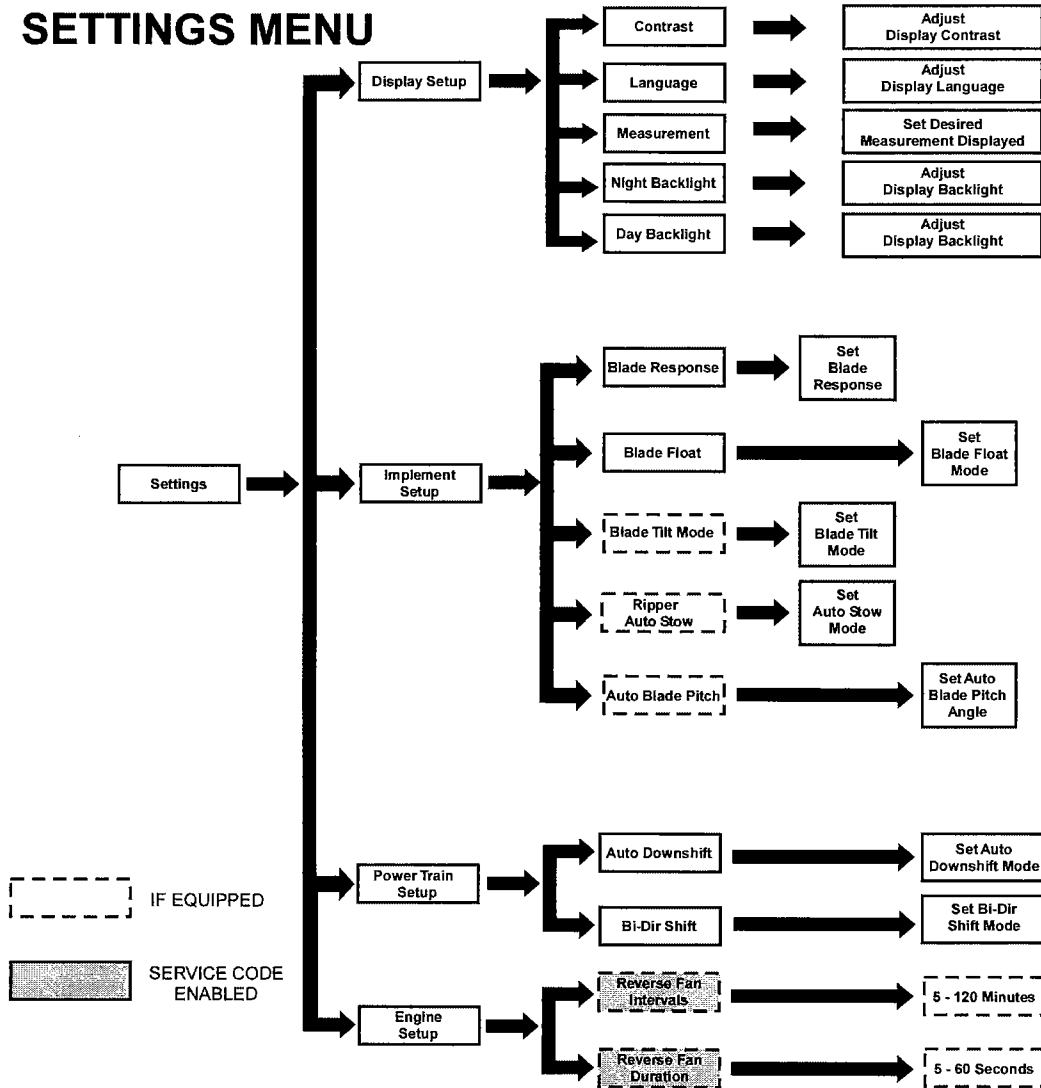 SETTINGS MENU
Contrast
Adjust
Display Contrast
Display Setup
Language
Adjust
Display Language
Measurement
Set Desired
Measurement Displayed
Night Backlight
Adjust
Display Backlight
Day Backlight
Adjust
Display Backlight
Blade Response
Set
Blade
Response
Settings
Implement
Setup
Blade Float
Set
Blade Float
Mode
Blade Tilt Mode
Set
Blade Tilt
Mode
Ripper
Auto Stow
Set
Auto Stow
Mode
Auto Blade Pitch
Set Auto
Blade Pitch
Angle
Power Train
Setup
Auto Downshift
Set Auto
Downshift Mode
Bi-Dir Shift
Set Bi-Dir
Shift Mode
IF EQUIPPED
SERVICE CODE
ENABLED
Engine
Setup
Reverse Fan
Intervals
5 - 120 Minutes
Reverse Fan
Duration
5 - 60 Seconds